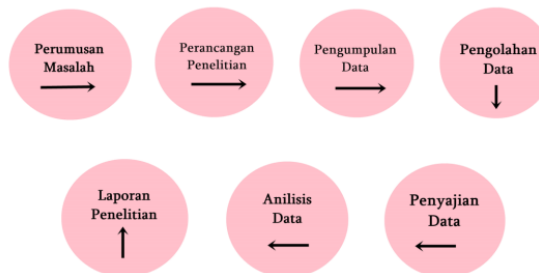 Perumusan
Masalah
Perancangan
Penelitian
Pengumpulan
Data
Pengolahan
Data
Penyajian
Data
Anilisis
Data
Laporan
Penelitian